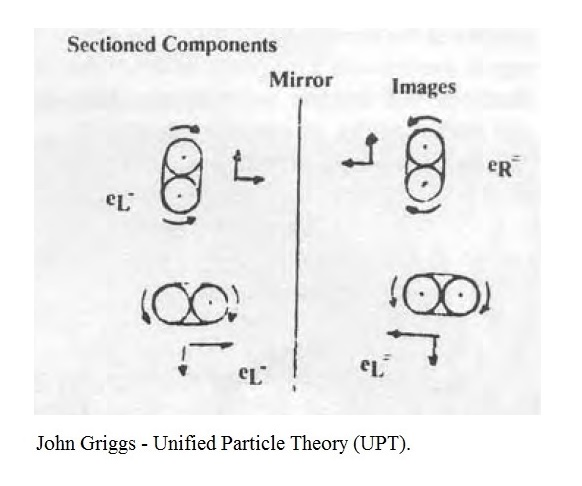 Sectioned Components
Mirror
Images
eL-
eR=
eL-
eL=
John Griggs - Unified Particle Theory (UPT).